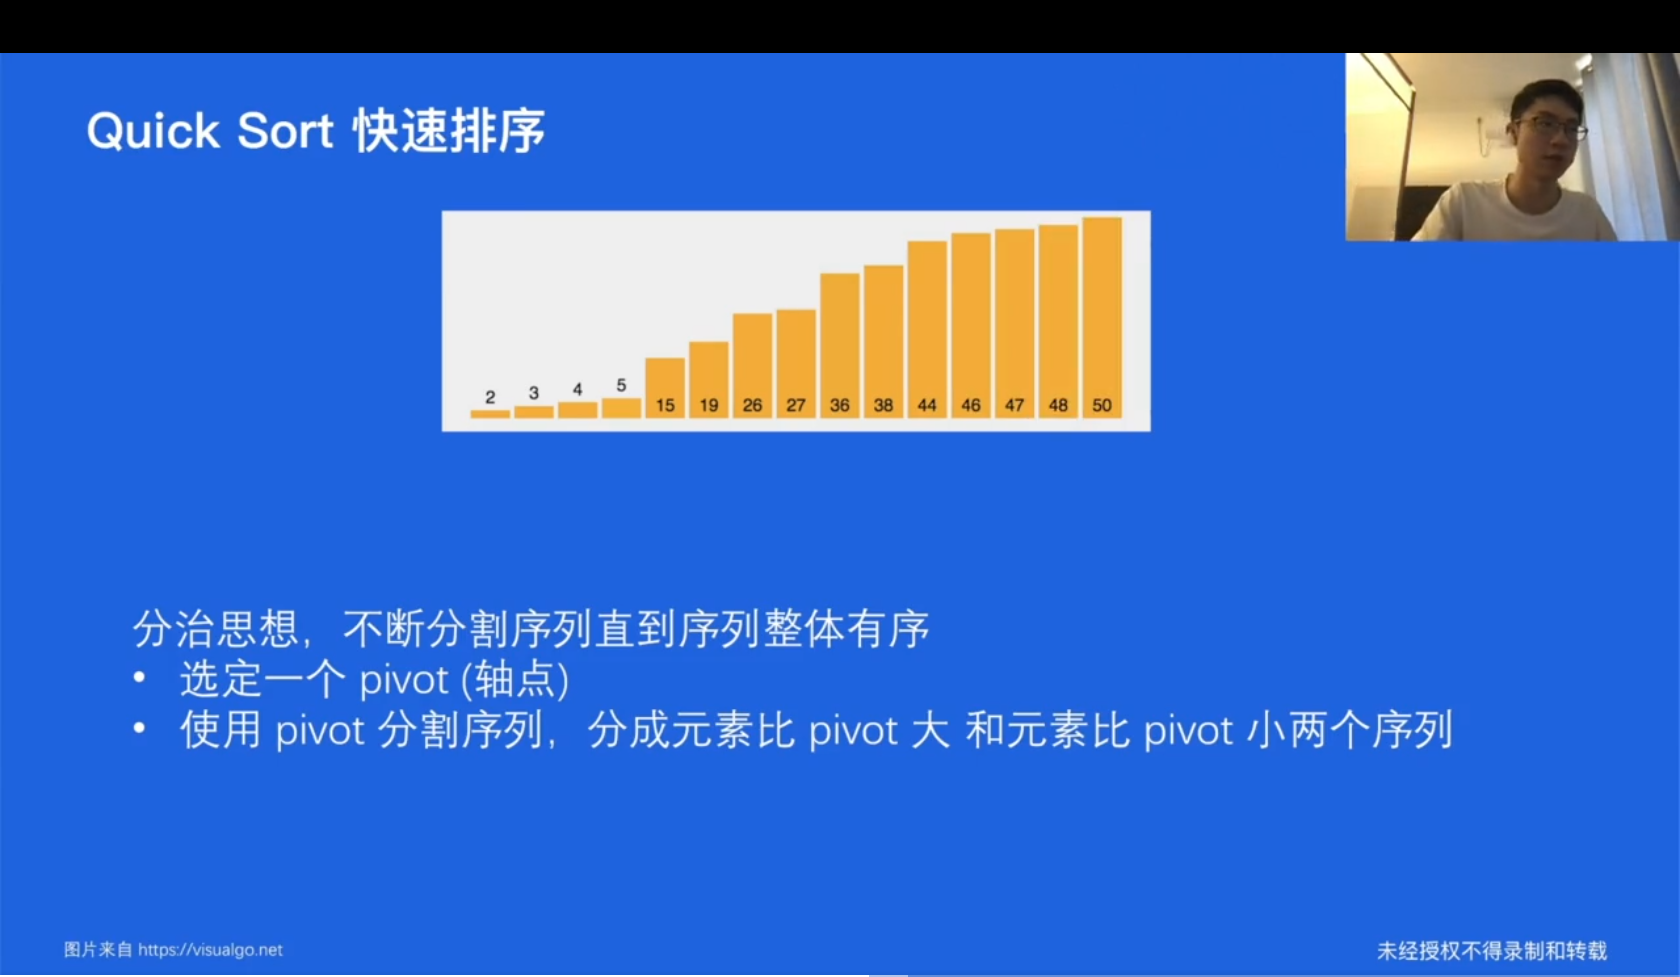 Quick Sort 快速排序
2 3 4 5 15 19 26 27 36 38 44 46 47 48 50
分治思想，不断分割序列直到序列整体有序
• 选定一个 pivot (轴点)
• 使用 pivot 分割序列，分成元素比 pivot 大 和元素比 pivot 小两个序列
图片来自 https://visualgo.net
未经授权不得录制和转载